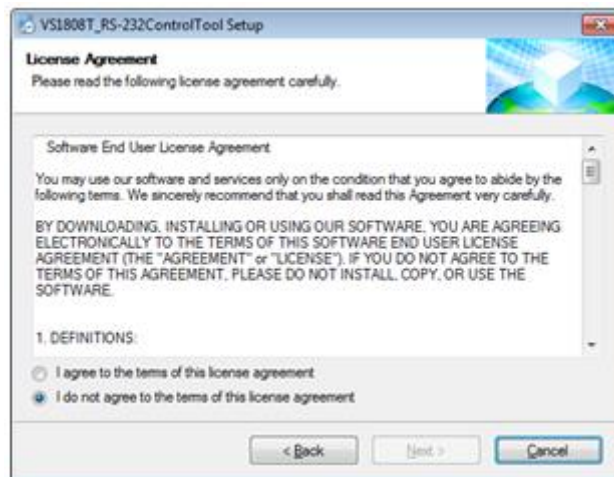 VS1808T_RS-232ControlTool Setup
License Agreement
Please read the following license agreement carefully.
Software End User License Agreement
You may use our software and services only on the condition that you agree to abide by the
following terms. We sincerely recommend that you shall read this Agreement very carefully.
BY DOWNLOADING, INSTALLING OR USING OUR SOFTWARE, YOU ARE AGREEING
ELECTRONICALLY TO THE TERMS OF THIS SOFTWARE END USER LICENSE
AGREEMENT (THE "AGREEMENT" or "LICENSE"). IF YOU DO NOT AGREE TO THE
TERMS OF THIS AGREEMENT, PLEASE DO NOT INSTALL, COPY, OR USE THE
SOFTWARE.
1. DEFINITIONS:
I agree to the terms of this license agreement
I do not agree to the terms of this license agreement
< Back Next > Cancel